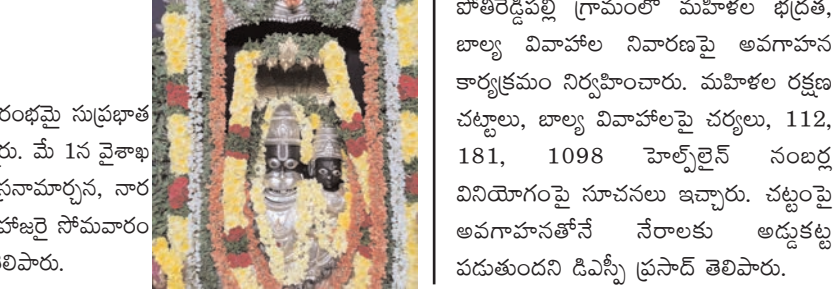 రంభమై సుప్రభాత
రు. మే 1న వైశాఖ
స్రనామార్చన, నార
హాజరై సోమవారం
తెలిపారు.
పోతిరెడ్డిపల్లి గ్రామంలో మహిళల భద్రత,
బాల్య వివాహాల నివారణపై అవగాహన
కార్యక్రమం నిర్వహించారు. మహిళల రక్షణ
చట్టాలు, బాల్య వివాహాలపై చర్యలు, 112,
181, 1098 హెల్ప్‌లైన్ నంబర్ల
వినియోగంపై సూచనలు ఇచ్చారు. చట్టంపై
అవగాహనతోనే నేరాలకు అడ్డుకట్ట
పడుతుందని డిఎస్పీ ప్రసాద్ తెలిపారు.